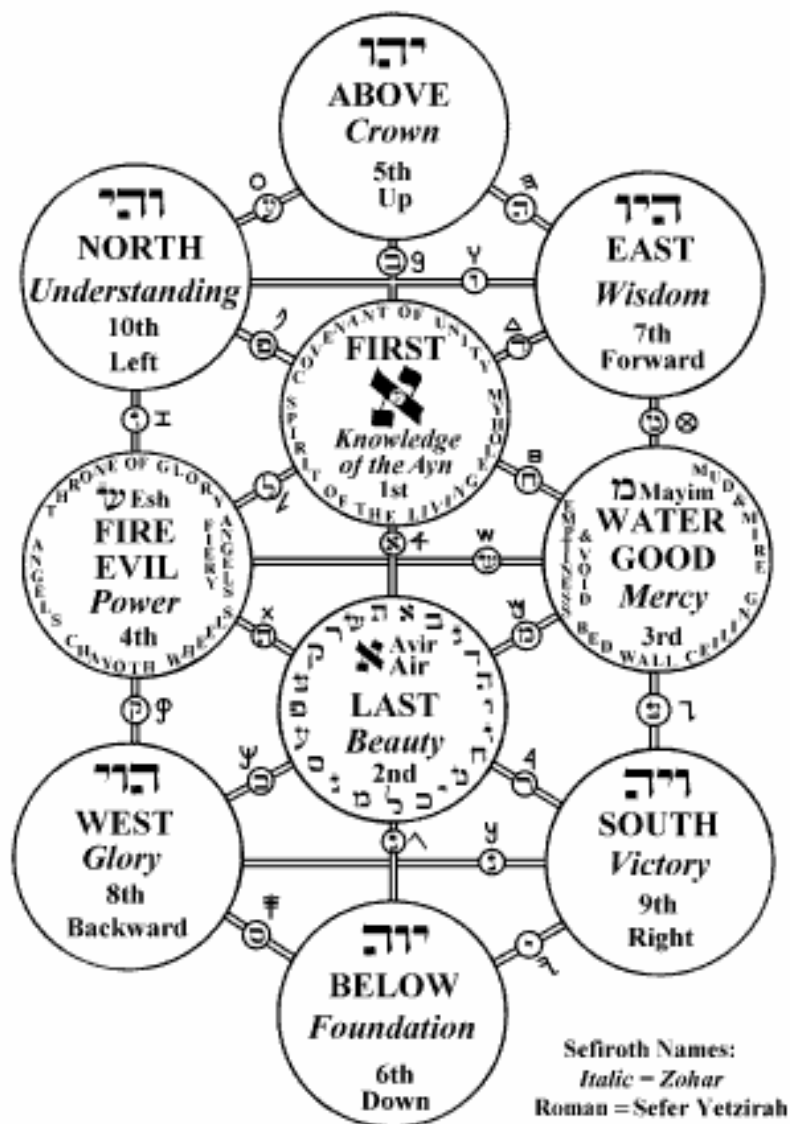 יהו
ABOVE
Crown
5th
Up
והי
NORTH
Understanding
10th
Left
היו
EAST
Wisdom
7th
Forward
COVENANT OF UNITY
SPIRIT OF THE LIVING ELOHYM
FIRST
א
Knowledge
of the Ayn
1st
THRONE OF GLORY
ANGELS CHAYOTH WHEELS
FIERY ANGELS
ש Esh
FIRE
EVIL
Power
4th
MUD & MIRE
BED WALL CEILING
EMPTINESS
& VOID
מ Mayim
WATER
GOOD
Mercy
3rd
א Avir
Air
LAST
Beauty
2nd
הוי
WEST
Glory
8th
Backward
ויה
SOUTH
Victory
9th
Right
יוה
BELOW
Foundation
6th
Down
Sefiroth Names:
Italic = Zohar
Roman = Sefer Yetzirah